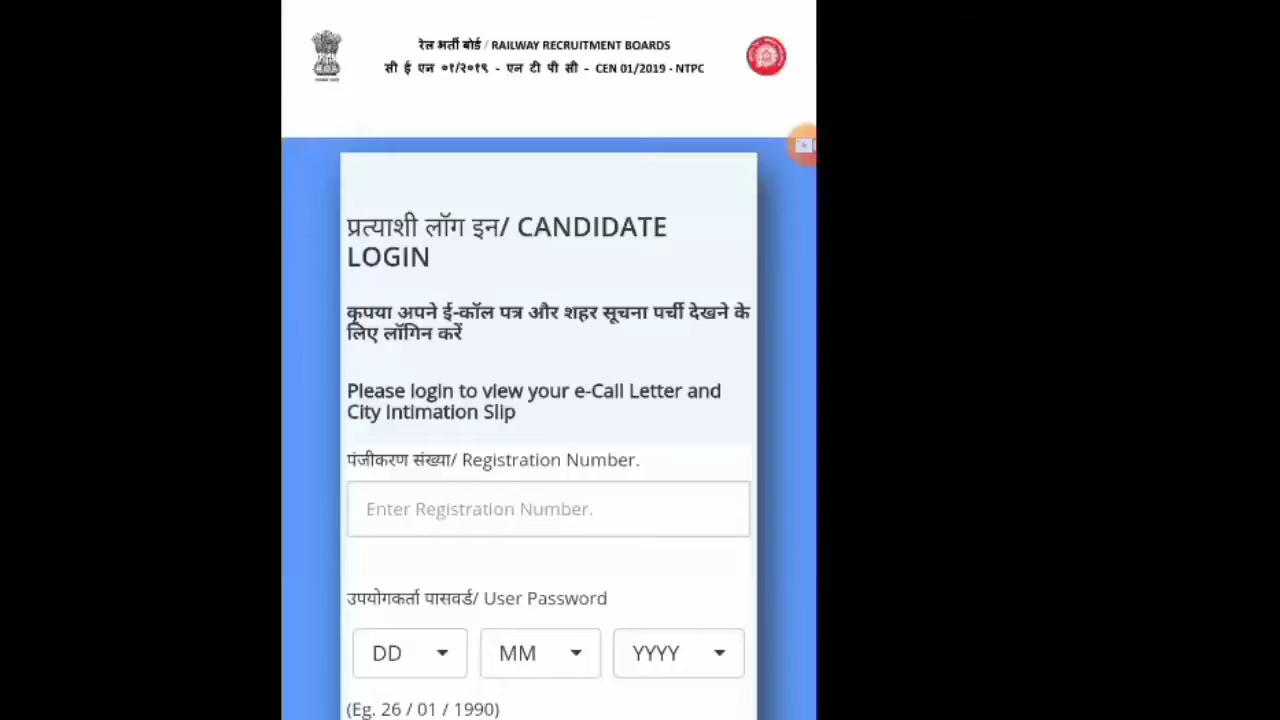 रेल भर्ती बोर्ड / RAILWAY RECRUITMENT BOARDS
सी ई एन ०१/२०१९ - एन टी पी सी - CEN 01/2019 - NTPC
प्रत्याशी लॉग इन/ CANDIDATE
LOGIN
कृपया अपने ई-कॉल पत्र और शहर सूचना पर्ची देखने के
लिए लॉगिन करें
Please login to view your e-Call Letter and
City Intimation Slip
पंजीकरण संख्या/ Registration Number.
Enter Registration Number.
उपयोगकर्ता पासवर्ड/ User Password
DD MM YYYY
(Eg. 26 / 01 / 1990)